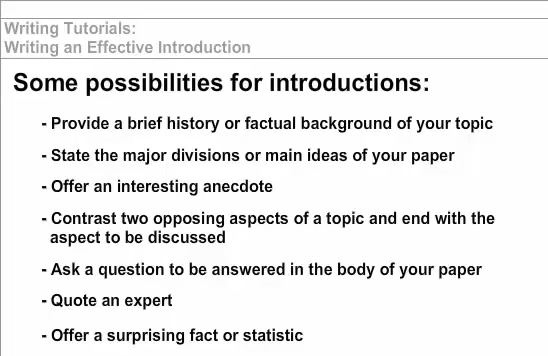 Writing Tutorials:
Writing an Effective Introduction
Some possibilities for introductions:
- Provide a brief history or factual background of your topic
- State the major divisions or main ideas of your paper
- Offer an interesting anecdote
- Contrast two opposing aspects of a topic and end with the
aspect to be discussed
- Ask a question to be answered in the body of your paper
- Quote an expert
- Offer a surprising fact or statistic